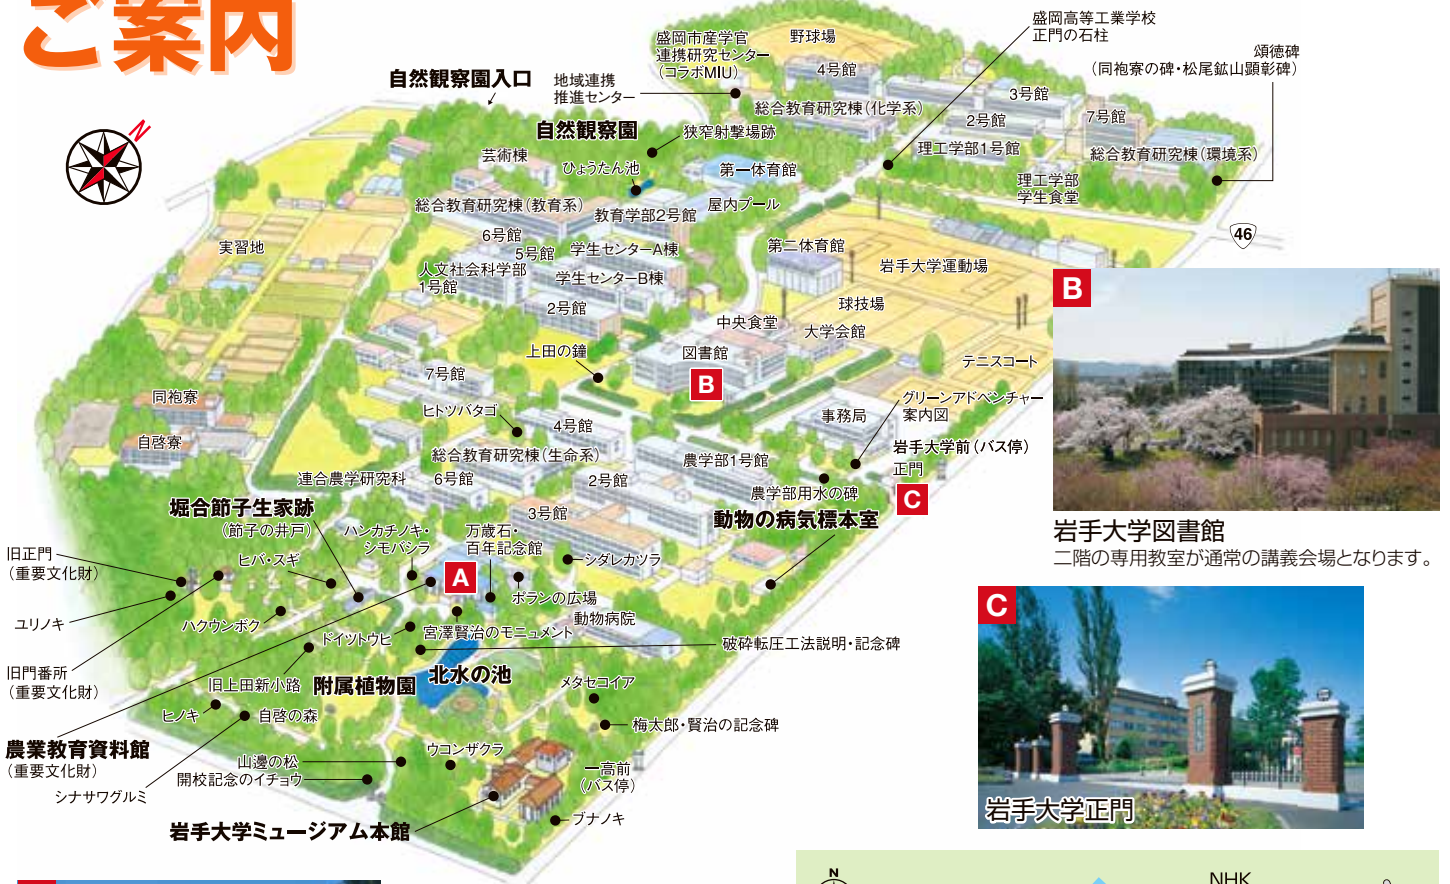 ご案内
N
自然観察園入口
自然観察園
地域連携
推進センター
盛岡市産学官
連携研究センター
(コラボMIU)
野球場
4号館
盛岡高等工業学校
正門の石柱
頌徳碑
(同袍寮の碑・松尾鉱山顕彰碑)
総合教育研究棟(化学系)
3号館
2号館
7号館
理工学部1号館
総合教育研究棟(環境系)
理工学部
学生食堂
狭窄射撃場跡
芸術棟
ひょうたん池
第一体育館
総合教育研究棟(教育系)
教育学部2号館
屋内プール
6号館
5号館
学生センターA棟
第二体育館
46
実習地
人文社会科学部
1号館
学生センターB棟
岩手大学運動場
2号館
球技場
中央食堂
大学会館
上田の鐘
図書館
B
テニスコート
7号館
同袍寮
ヒトツバタゴ
グリーンアドベンチャー
案内図
事務局
自啓寮
4号館
岩手大学前(バス停)
正門
C
総合教育研究棟(生命系)
農学部1号館
連合農学研究科
6号館
2号館
農学部用水の碑
堀合節子生家跡
(節子の井戸)
3号館
動物の病気標本室
ハンカチノキ・
シモバシラ
万歳石・
百年記念館
旧正門
(重要文化財)
ヒバ・スギ
シダレカツラ
A
ポランの広場
ユリノキ
ハクウンボク
ドイツトウヒ
宮澤賢治のモニュメント
動物病院
破砕転圧工法説明・記念碑
旧門番所
(重要文化財)
旧上田新小路
附属植物園
北水の池
メタセコイア
ヒノキ
自啓の森
梅太郎・賢治の記念碑
農業教育資料館
(重要文化財)
山邊の松
開校記念のイチョウ
ウコンザクラ
一高前
(バス停)
シナサワグルミ
岩手大学ミュージアム本館
ブナノキ
B
岩手大学図書館
二階の専用教室が通常の講義会場となります。
C
岩手大学正門
N
NHK